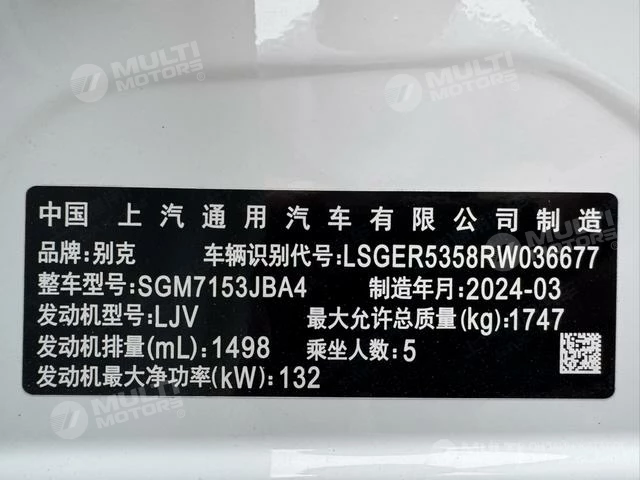 MULTI MOTORS®
MULTI MOTORS®
中国 上汽通用汽车有限公司制造
品牌:别克 车辆识别代号:LSGER5358RW036677
整车型号:SGM7153JBA4 制造年月:2024-03
发动机型号:LJV 最大允许总质量(kg):1747
发动机排量(mL):1498 乘坐人数:5
发动机最大净功率(kW):132
MULTI MOTORS®
MULTI MOTORS®